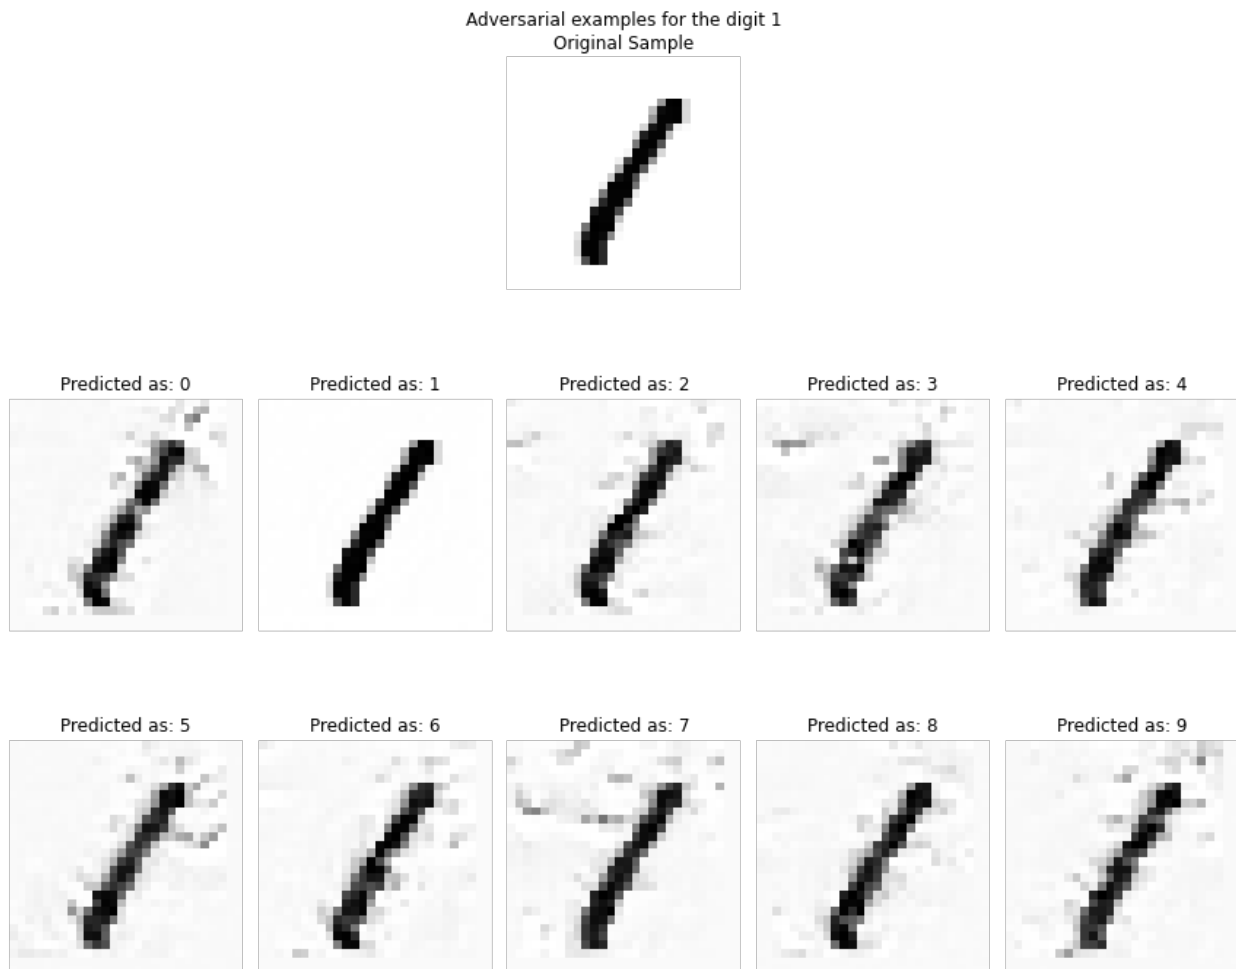 Adversarial examples for the digit 1
Original Sample
Predicted as: 0
Predicted as: 1
Predicted as: 2
Predicted as: 3
Predicted as: 4
Predicted as: 5
Predicted as: 6
Predicted as: 7
Predicted as: 8
Predicted as: 9